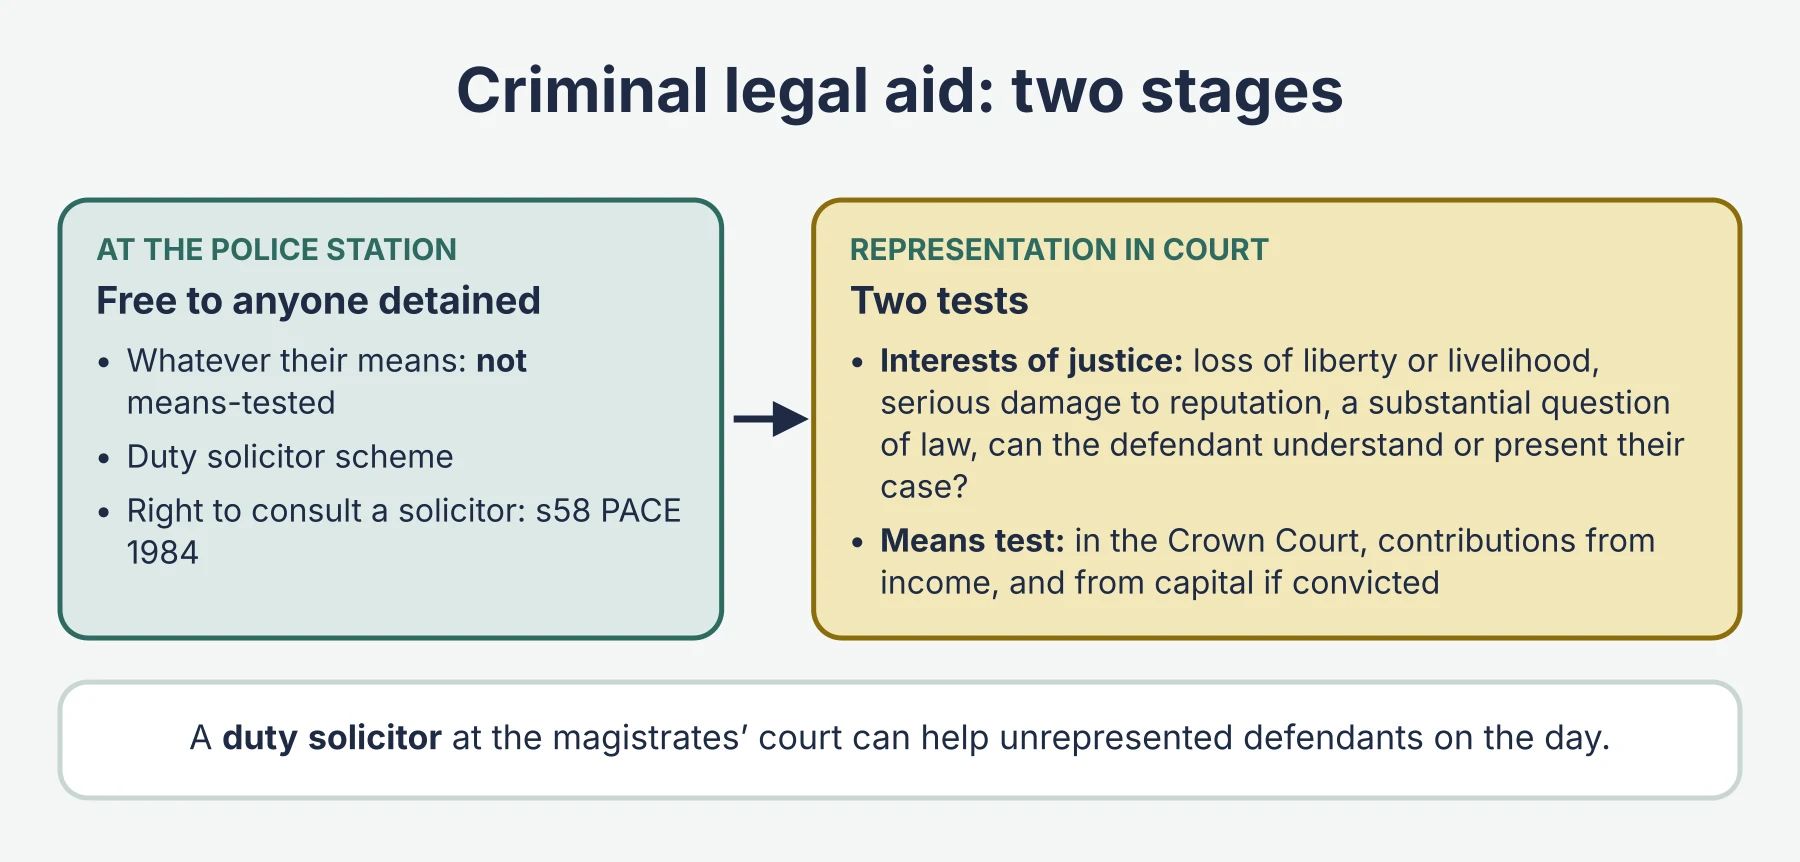 Criminal legal aid: two stages
AT THE POLICE STATION
Free to anyone detained
• Whatever their means: not
means-tested
• Duty solicitor scheme
• Right to consult a solicitor: s58 PACE
1984
REPRESENTATION IN COURT
Two tests
• Interests of justice: loss of liberty or livelihood,
serious damage to reputation, a substantial question
of law, can the defendant understand or present their
case?
• Means test: in the Crown Court, contributions from
income, and from capital if convicted
A duty solicitor at the magistrates’ court can help unrepresented defendants on the day.